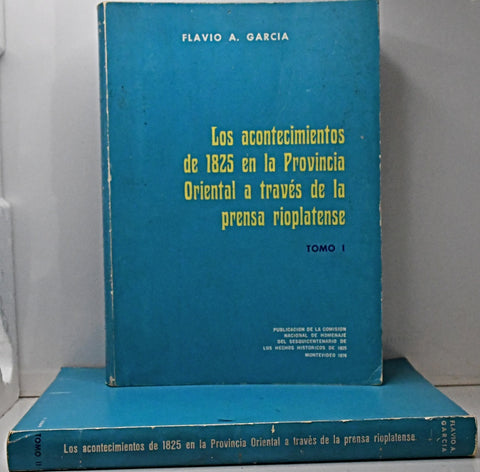 FLAVIO A. GARCIA
Los acontecimientos
de 1825 en la Provincia
Oriental a través de la
prensa rioplatense
TOMO I
PUBLICACION DE LA COMISION
NACIONAL DE HOMENAJE
DEL SESQUICENTENARIO DE
LOS HECHOS HISTORICOS DE 1825
MONTEVIDEO 1976
TOMO II
Los acontecimientos de 1825 en la Provincia Oriental a través de la prensa rioplatense
FLAVIO A.
GARCIA